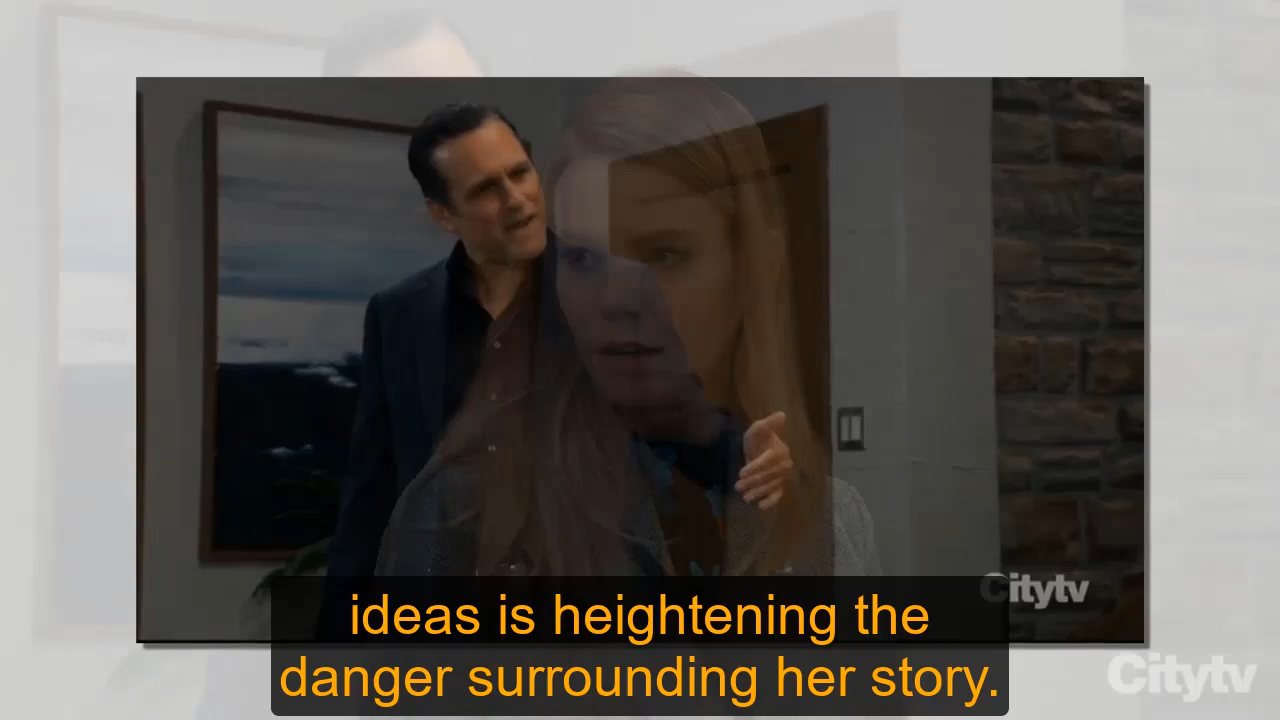 Citytv
ideas is heightening the
danger surrounding her story.
Citytv